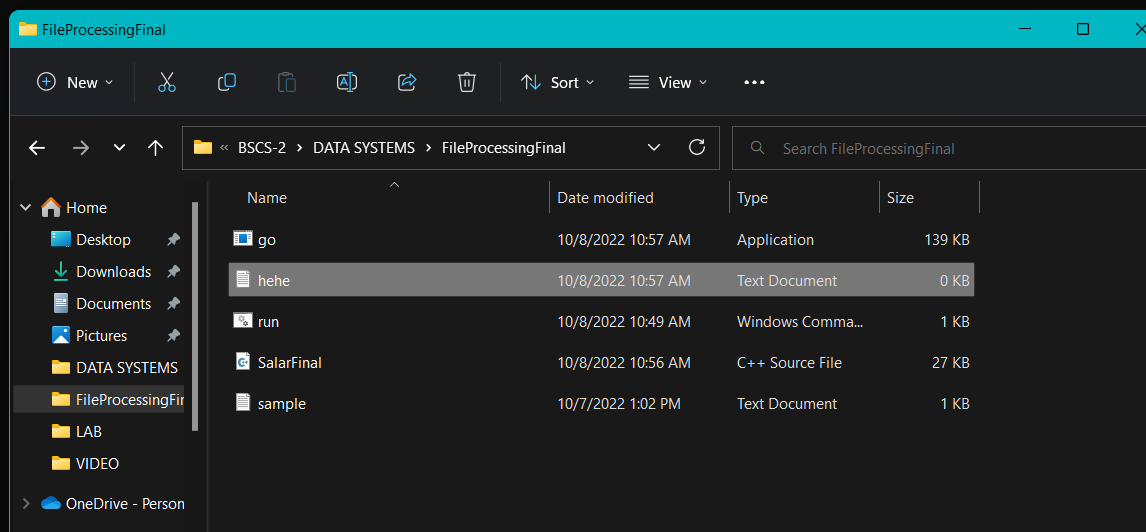 FileProcessingFinal
New
Sort
View
« BSCS-2 > DATA SYSTEMS > FileProcessingFinal
Search FileProcessingFinal
Home
Desktop
Downloads
Documents
Pictures
DATA SYSTEMS
FileProcessingFir
LAB
VIDEO
OneDrive - Person
Name Date modified Type Size
go 10/8/2022 10:57 AM Application 139 KB
hehe 10/8/2022 10:57 AM Text Document 0 KB
run 10/8/2022 10:49 AM Windows Comma... 1 KB
SalarFinal 10/8/2022 10:56 AM C++ Source File 27 KB
sample 10/7/2022 1:02 PM Text Document 1 KB